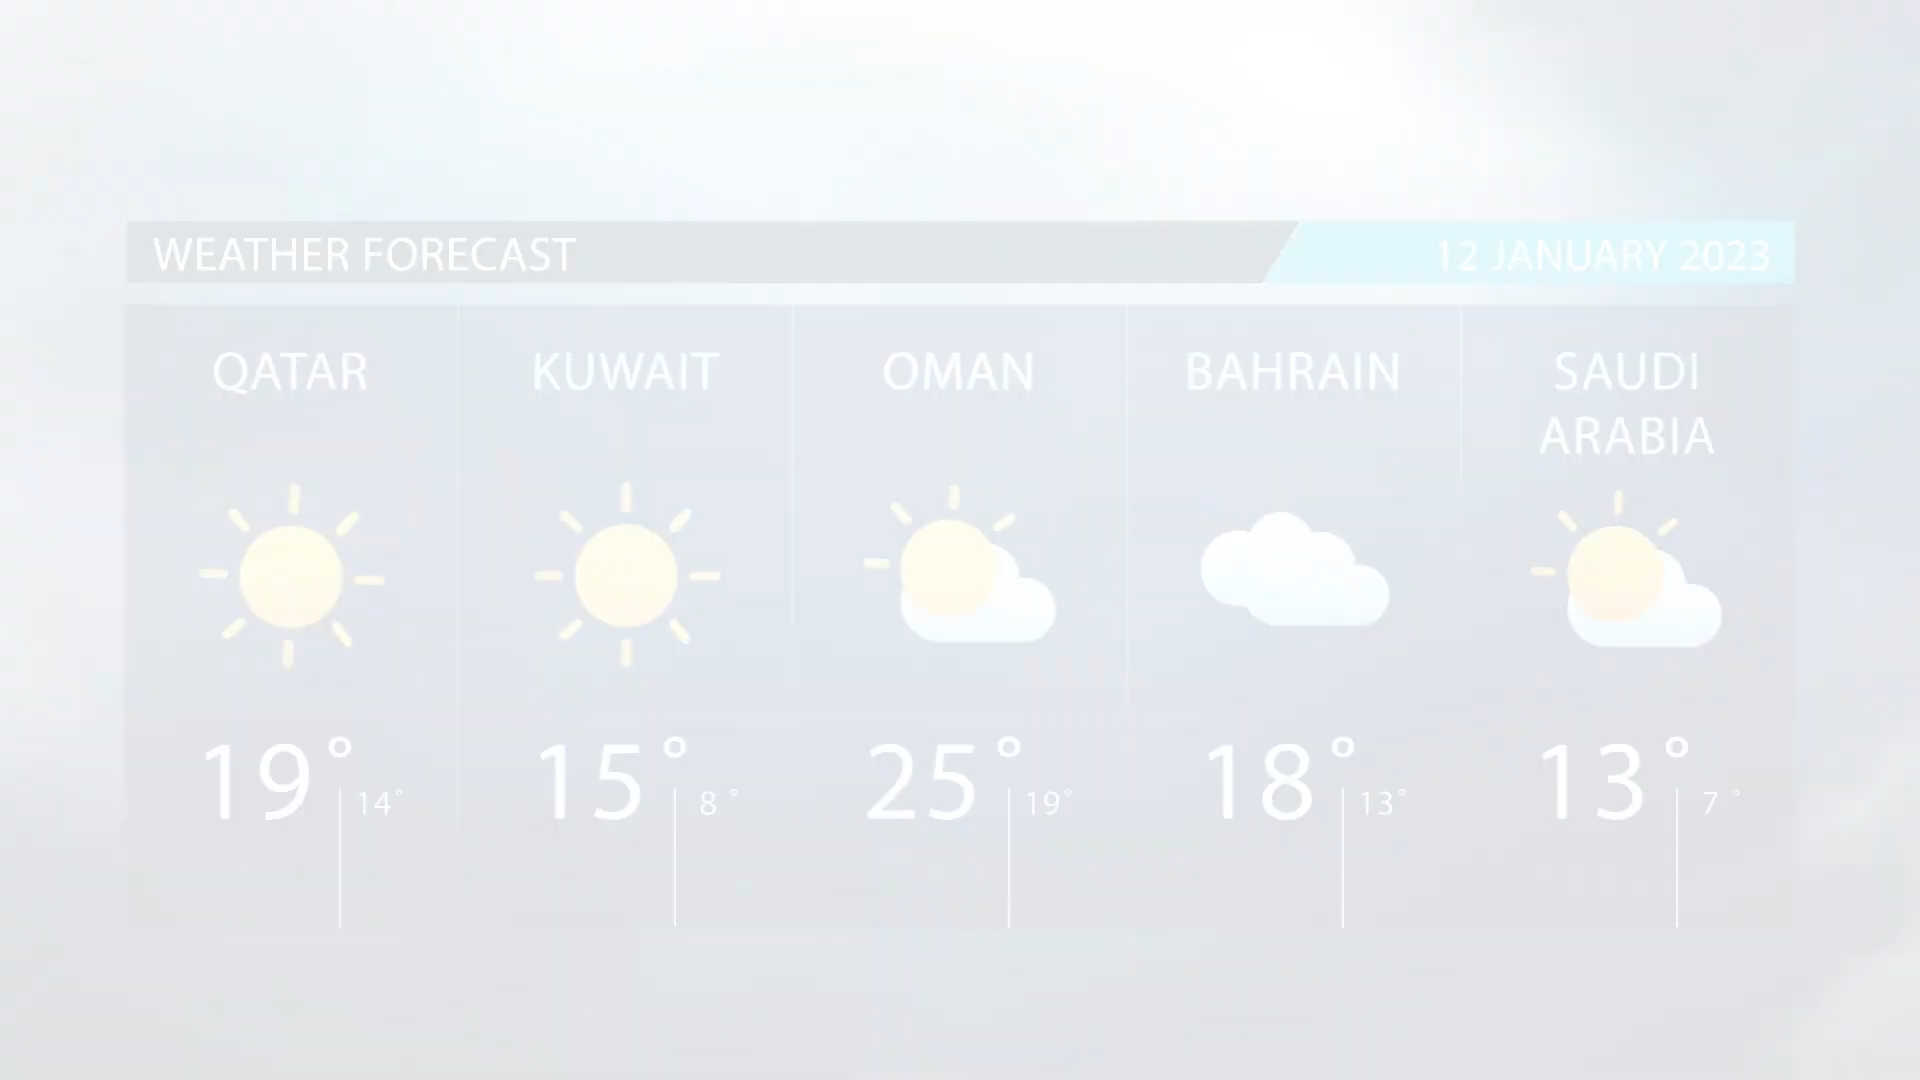 WEATHER FORECAST
12 JANUARY 2023
QATAR
KUWAIT
OMAN
BAHRAIN
SAUDI
ARABIA
19° 14°
15° 8°
25° 19°
18° 13°
13° 7°